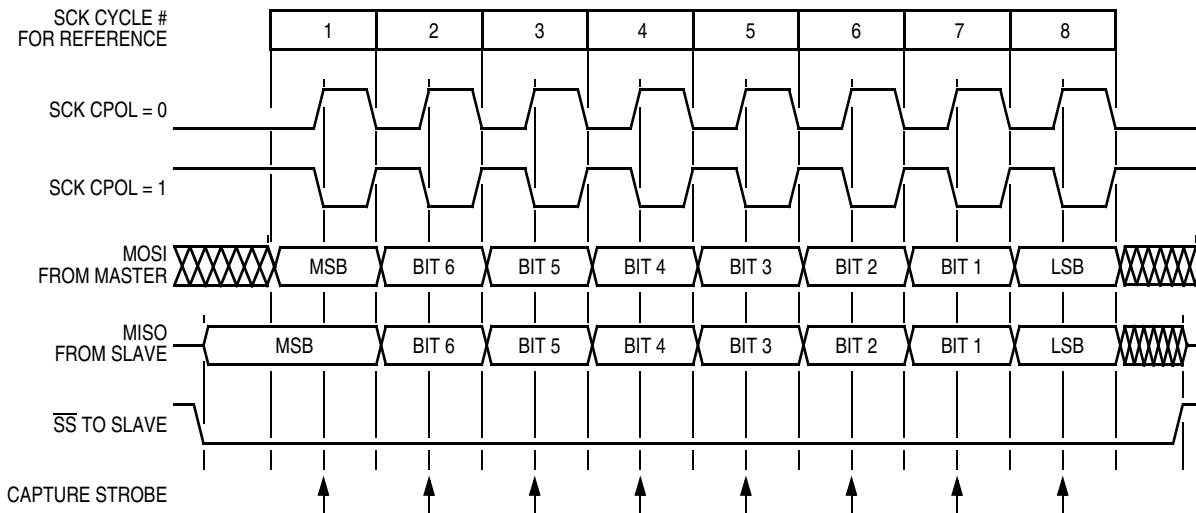 SCK CYCLE #
FOR REFERENCE
1 2 3 4 5 6 7 8
SCK CPOL = 0
SCK CPOL = 1
MOSI
FROM MASTER
MSB BIT 6 BIT 5 BIT 4 BIT 3 BIT 2 BIT 1 LSB
MISO
FROM SLAVE
MSB BIT 6 BIT 5 BIT 4 BIT 3 BIT 2 BIT 1 LSB
S̅S̅ TO SLAVE
CAPTURE STROBE